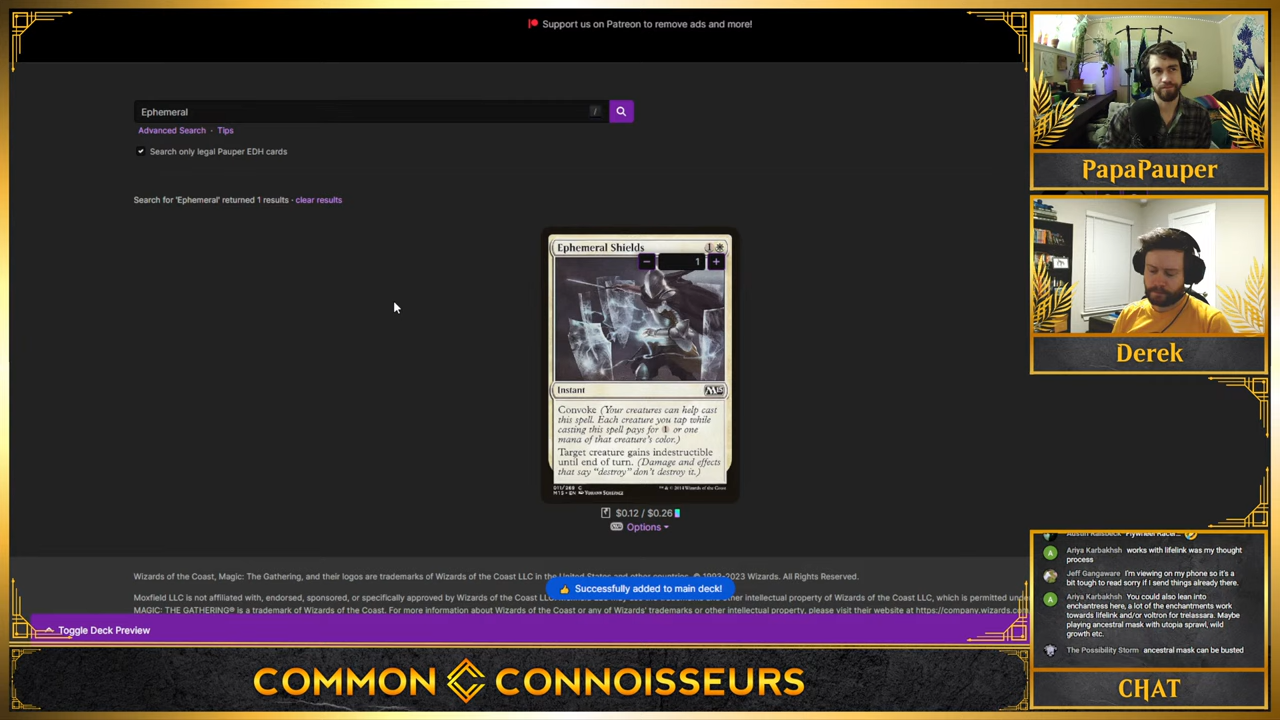 Support us on Patreon to remove ads and more!
Ephemeral
/
Advanced Search · Tips
Search only legal Pauper EDH cards
Search for 'Ephemeral' returned 1 results · clear results
Ephemeral Shields 1
− 1 +
Instant M15
Convoke (Your creatures can help cast
this spell. Each creature you tap while
casting this spell pays for 1 or one
mana of that creature's color.)
Target creature gains indestructible
until end of turn. (Damage and effects
that say "destroy" don't destroy it.)
$0.12 / $0.26
Options
Wizards of the Coast, Magic: The Gathering, and their logos are trademarks of Wizards of the Coast LLC in the United States and other countries. © 1993-2023 Wizards. All Rights Reserved.
Successfully added to main deck!
Moxfield LLC is not affiliated with, endorsed, sponsored, or specifically approved by Wizards of the Coast LLC.
MAGIC: THE GATHERING® is a trademark of Wizards of the Coast. For more information about Wizards of the Coast or any of Wizards' trademarks or other intellectual property, please visit their website at https://company.wizards.com
Toggle Deck Preview
COMMON CONNOISSEURS
PapaPauper
Derek
Ariya Karbakhsh works with lifelink was my thought
process
Jeff Gangaware I'm viewing on my phone so it's a
bit tough to read sorry if I send things already there.
Ariya Karbakhsh You could also lean into
enchantress here, a lot of the enchantments work
towards lifelink and/or voltron for trelassara. Maybe
playing ancestral mask with utopia sprawl, wild
growth etc.
The Possibility Storm ancestral mask can be busted
CHAT